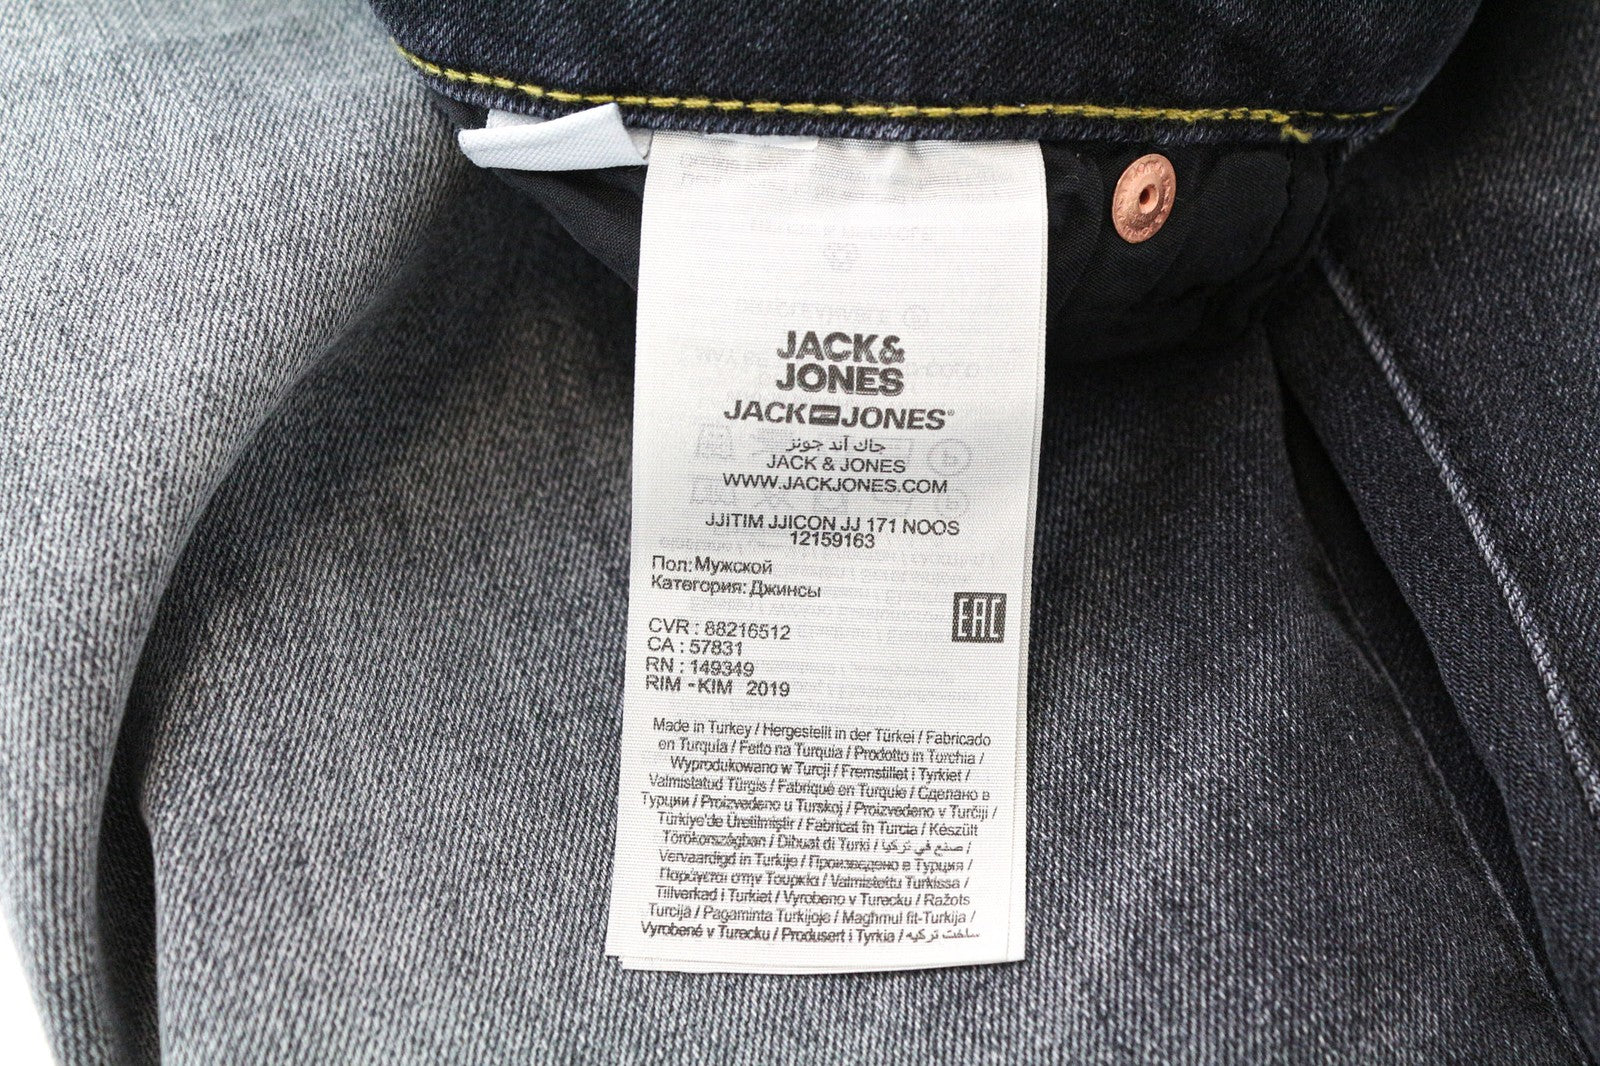 JACK&
JONES
JACK JONES®
جاك آند جونز
JACK & JONES
WWW.JACKJONES.COM
JJITIM JJICON JJ 171 NOOS
12159163
Пол: Мужской
Категория: Джинсы
EAC
CVR : 88216512
CA : 57831
RN : 149349
RIM - KIM 2019
Made in Turkey / Hergestellt in der Türkei / Fabricado
en Turquía / Feito na Turquia / Prodotto in Turchia /
Wyprodukowano w Turcji / Fremstillet i Tyrkiet /
Valmistatud Türgis / Fabriqué en Turquie / Сделано в
Турции / Proizvedeno u Turskoj / Proizvedeno v Turčiji /
Türkiye'de Üretilmiştir / Fabricat în Turcia / Készült
Törökországban / Dibuat di Turki / صنع في تركيا /
Vervaardigd in Turkije / Произведено в Турция /
Παράγεται στην Τουρκία / Valmistettu Turkissa /
Tillverkad i Turkiet / Vyrobeno v Turecku / Ražots
Turcija / Pagaminta Turkijoje / Maghmul fit-Turkija /
Vyrobené v Turecku / Produsert i Tyrkia / ساخت ترکیه